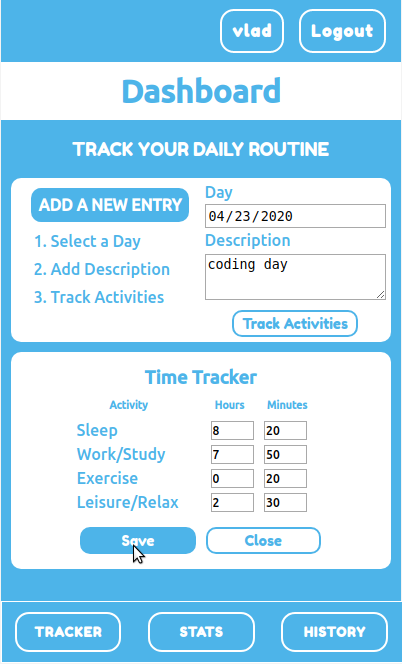 vlad Logout
Dashboard
TRACK YOUR DAILY ROUTINE
ADD A NEW ENTRY
1. Select a Day
2. Add Description
3. Track Activities
Day
04/23/2020
Description
coding day
Track Activities
Time Tracker
Activity Hours Minutes
Sleep 8 20
Work/Study 7 50
Exercise 0 20
Leisure/Relax 2 30
Save Close
TRACKER STATS HISTORY